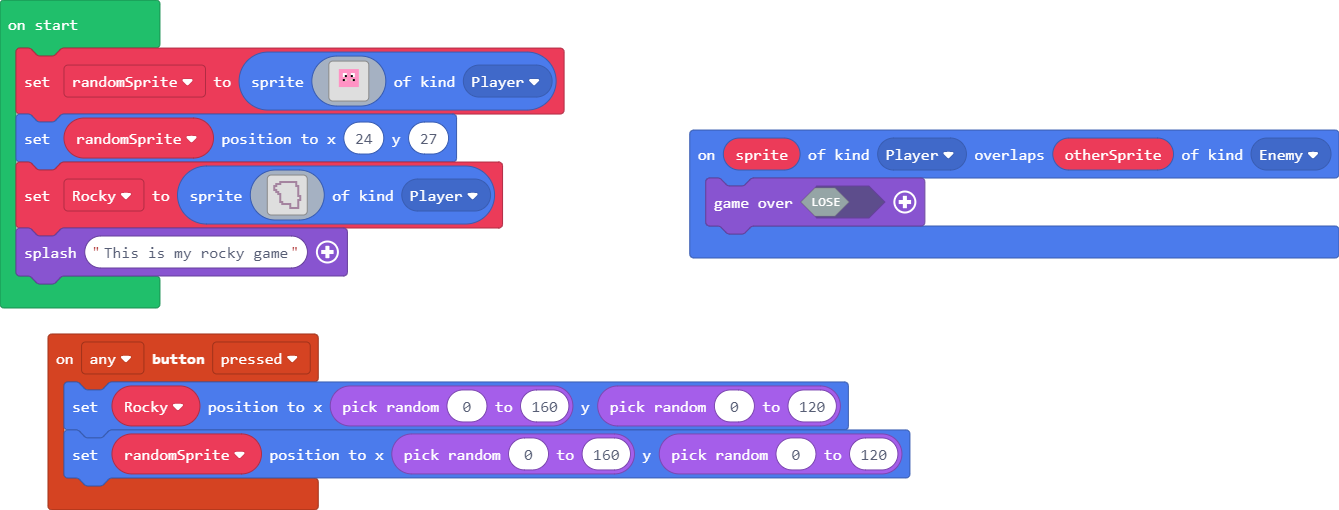 on start
set randomSprite to sprite of kind Player
set randomSprite position to x 24 y 27
set Rocky to sprite of kind Player
splash "This is my rocky game"
on sprite of kind Player overlaps otherSprite of kind Enemy
game over LOSE
on any button pressed
set Rocky position to x pick random 0 to 160 y pick random 0 to 120
set randomSprite position to x pick random 0 to 160 y pick random 0 to 120